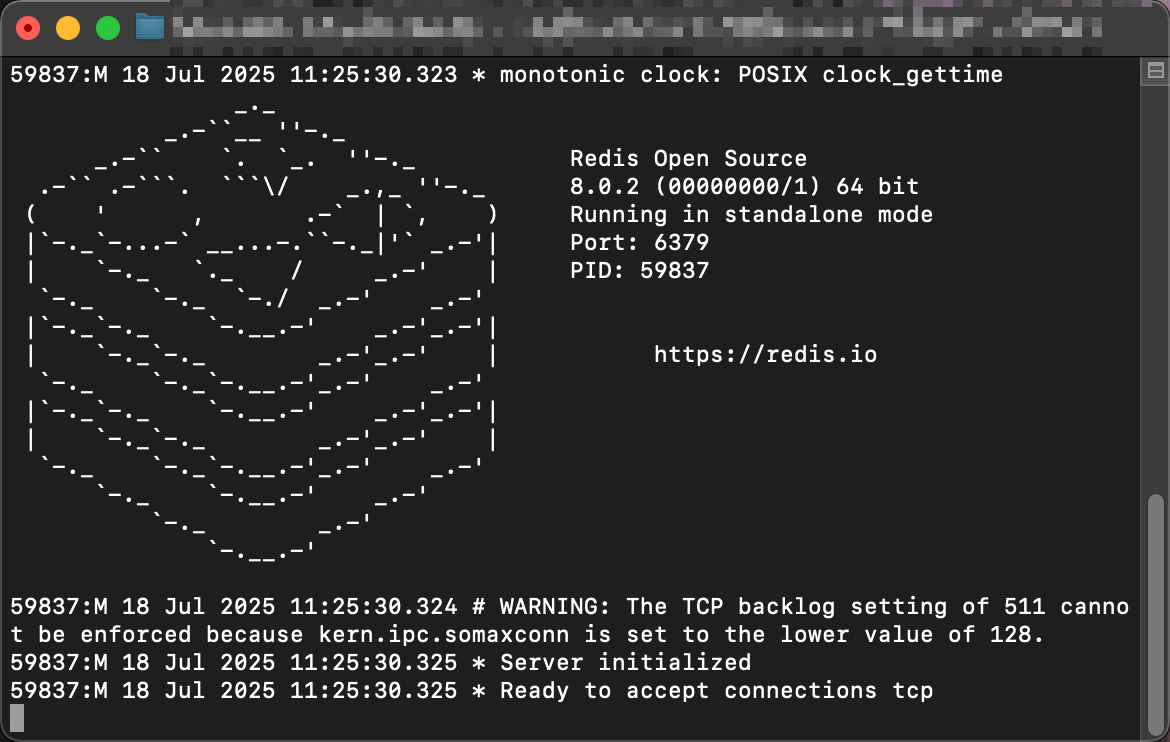 59837:M 18 Jul 2025 11:25:30.323 * monotonic clock: POSIX clock_gettime
Redis Open Source
8.0.2 (00000000/1) 64 bit
Running in standalone mode
Port: 6379
PID: 59837
https://redis.io
59837:M 18 Jul 2025 11:25:30.324 # WARNING: The TCP backlog setting of 511 canno
t be enforced because kern.ipc.somaxconn is set to the lower value of 128.
59837:M 18 Jul 2025 11:25:30.325 * Server initialized
59837:M 18 Jul 2025 11:25:30.325 * Ready to accept connections tcp